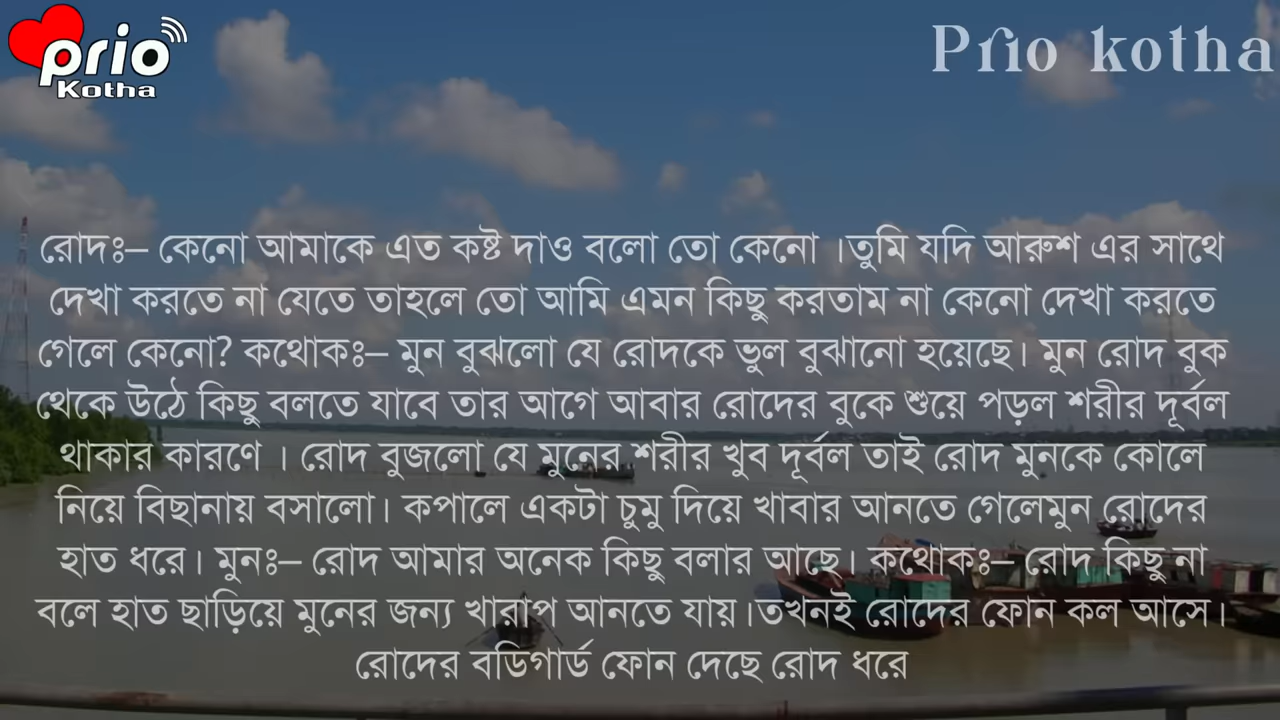 prio
Kotha
Prio kotha
রোদঃ– কেনো আমাকে এত কষ্ট দাও বলো তো কেনো ।তুমি যদি আরুশ এর সাথে
দেখা করতে না যেতে তাহলে তো আমি এমন কিছু করতাম না কেনো দেখা করতে
গেলে কেনো? কথোকঃ– মুন বুঝলো যে রোদকে ভুল বুঝানো হয়েছে। মুন রোদ বুক
থেকে উঠে কিছু বলতে যাবে তার আগে আবার রোদের বুকে শুয়ে পড়ল শরীর দূর্বল
থাকার কারণে । রোদ বুজলো যে মুনের শরীর খুব দূর্বল তাই রোদ মুনকে কোলে
নিয়ে বিছানায় বসালো। কপালে একটা চুমু দিয়ে খাবার আনতে গেলেমুন রোদের
হাত ধরে। মুনঃ– রোদ আমার অনেক কিছু বলার আছে। কথোকঃ– রোদ কিছু না
বলে হাত ছাড়িয়ে মুনের জন্য খারাপ আনতে যায়।তখনই রোদের ফোন কল আসে।
রোদের বডিগার্ড ফোন দেছে রোদ ধরে